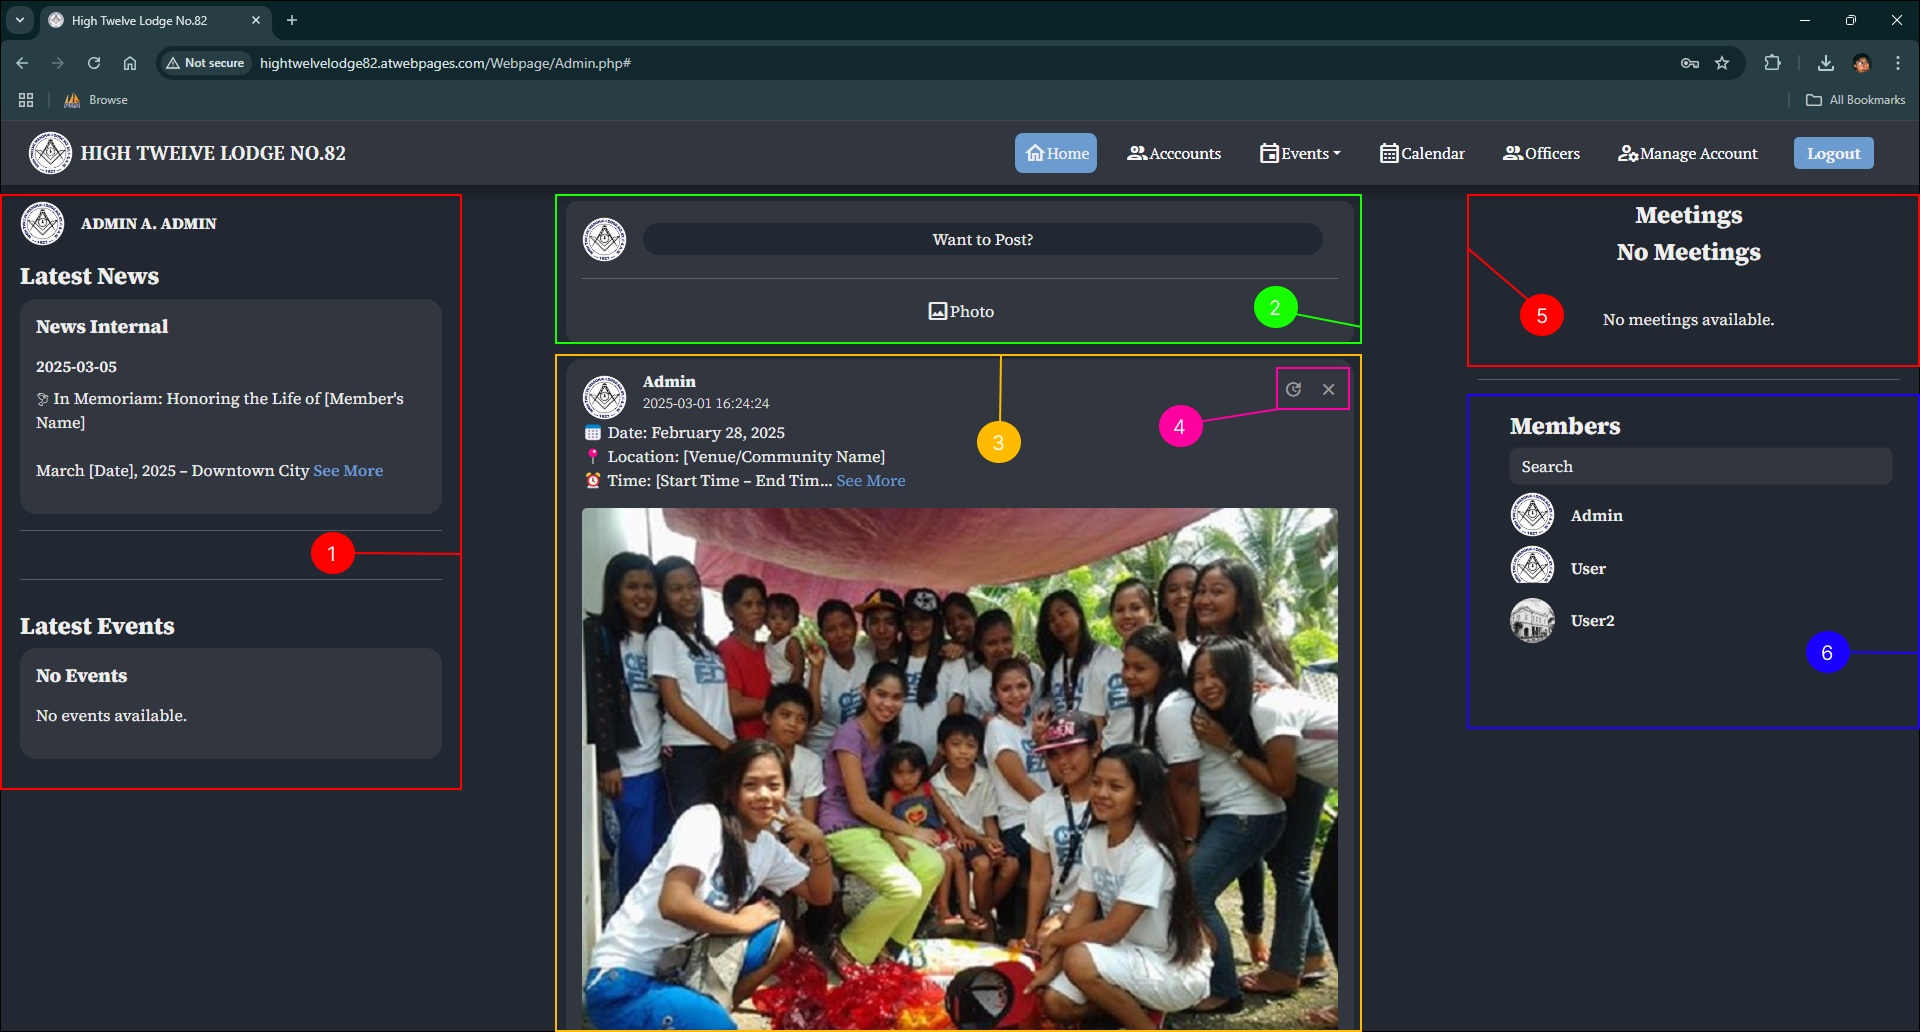 High Twelve Lodge No.82
Not secure
hightwelvelodge82.atwebpages.com/Webpage/Admin.php#
Browse
All Bookmarks
HIGH TWELVE LODGE NO.82
Home
Acccounts
Events
Calendar
Officers
Manage Account
Logout
ADMIN A. ADMIN
Latest News
News Internal
2025-03-05
🕊 In Memoriam: Honoring the Life of [Member's
Name]
March [Date], 2025 – Downtown City See More
1
Latest Events
No Events
No events available.
Want to Post?
Photo
2
Admin
2025-03-01 16:24:24
📅 Date: February 28, 2025
📍 Location: [Venue/Community Name]
⏰ Time: [Start Time – End Tim... See More
3
4
Meetings
No Meetings
No meetings available.
5
Members
Search
Admin
User
User2
6